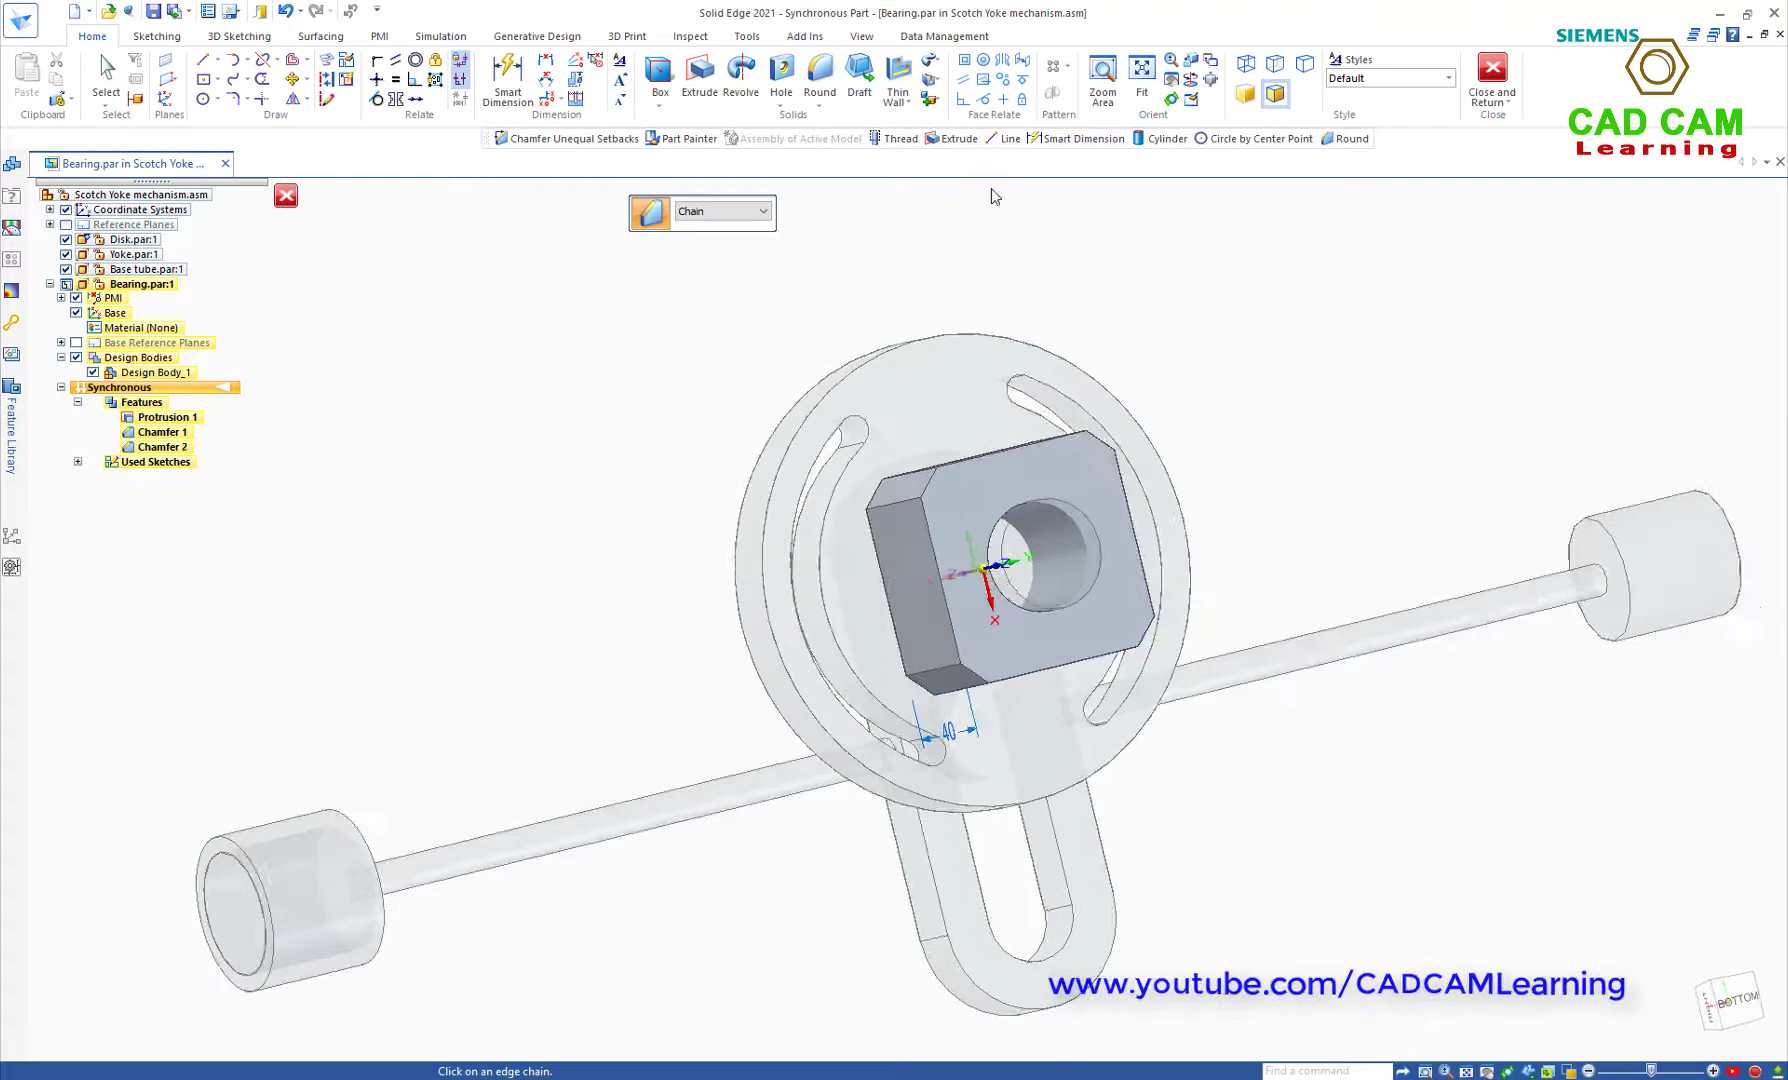 Solid Edge 2021 - Synchronous Part - [Bearing.par in Scotch Yoke mechanism.asm]
Home Sketching 3D Sketching Surfacing PMI Simulation Generative Design 3D Print Inspect Tools Add Ins View Data Management
SIEMENS
CAD CAM
Learning
Paste Select Smart Dimension Box Extrude Revolve Hole Round Draft Thin Wall Zoom Area Fit Styles Default Close and Return
Clipboard Select Planes Draw Relate Dimension Solids Face Relate Pattern Orient Style Close
Chamfer Unequal Setbacks Part Painter Assembly of Active Model Thread Extrude Line Smart Dimension Cylinder Circle by Center Point Round
Bearing.par in Scotch Yoke ...
Scotch Yoke mechanism.asm
Coordinate Systems
Reference Planes
Disk.par:1
Yoke.par:1
Base tube.par:1
Bearing.par:1
PMI
Base
Material (None)
Base Reference Planes
Design Bodies
Design Body_1
Synchronous
Features
Protrusion 1
Chamfer 1
Chamfer 2
Used Sketches
Feature Library
Chain
Z
Z
Y
X
40
www.youtube.com/CADCAMLearning
BOTTOM
Click on an edge chain.
Find a command